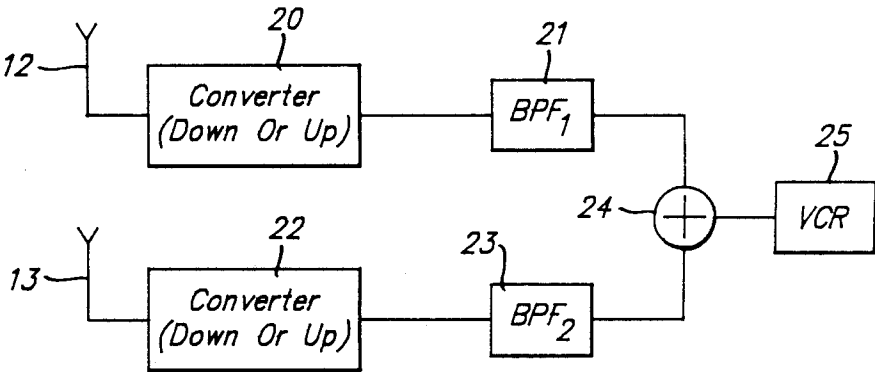 20
21
12
Converter
(Down Or Up)
BPF1
25
24
VCR
22
23
13
Converter
(Down Or Up)
BPF2